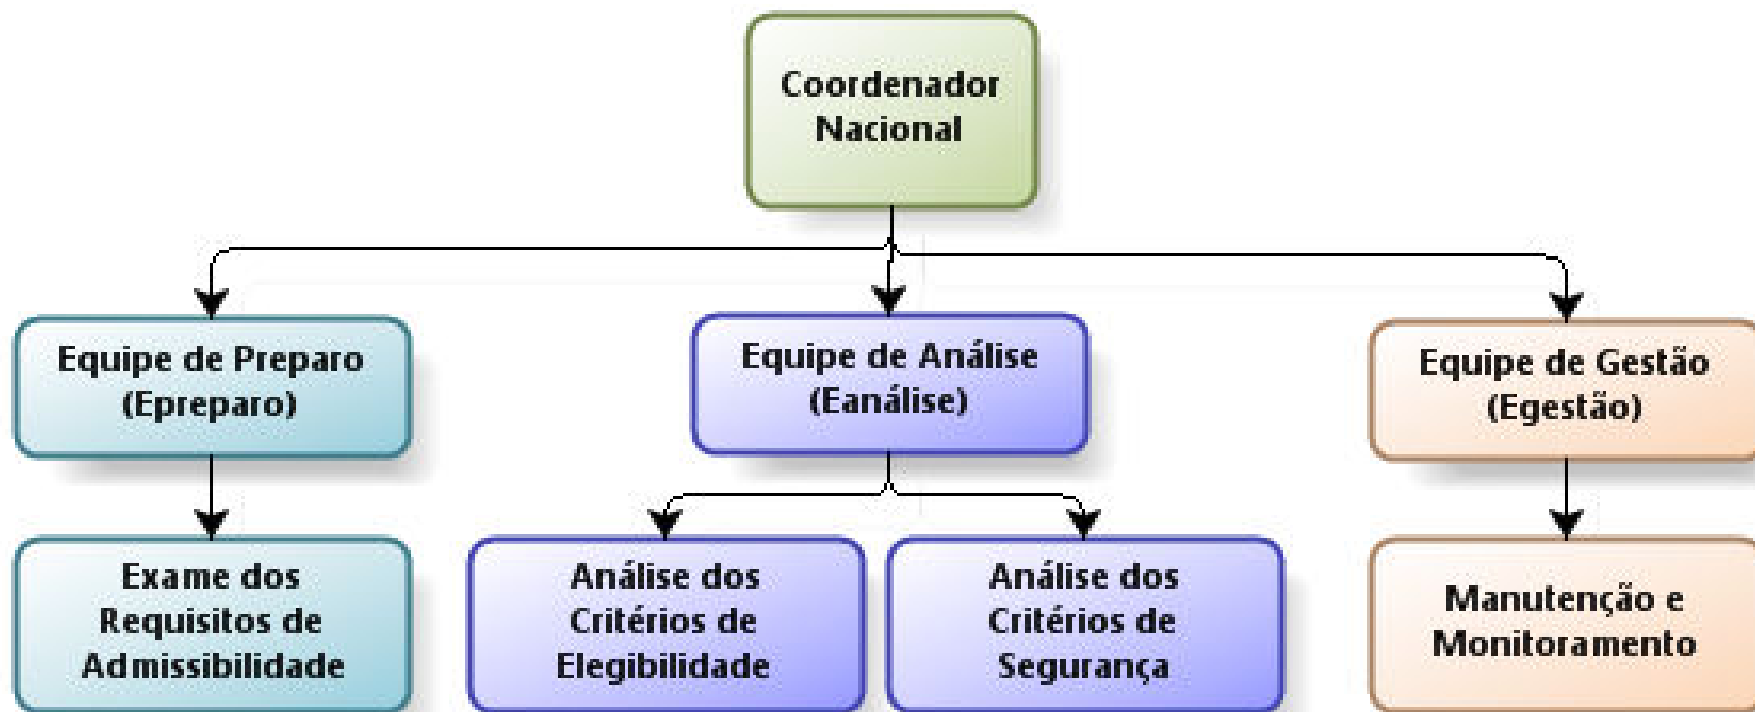 Coordenador
Nacional
Equipe de Preparo
(Epreparo)
Equipe de Análise
(Eanálise)
Equipe de Gestão
(Egestão)
Exame dos
Requisitos de
Admissibilidade
Análise dos
Critérios de
Elegibilidade
Análise dos
Critérios de
Segurança
Manutenção e
Monitoramento